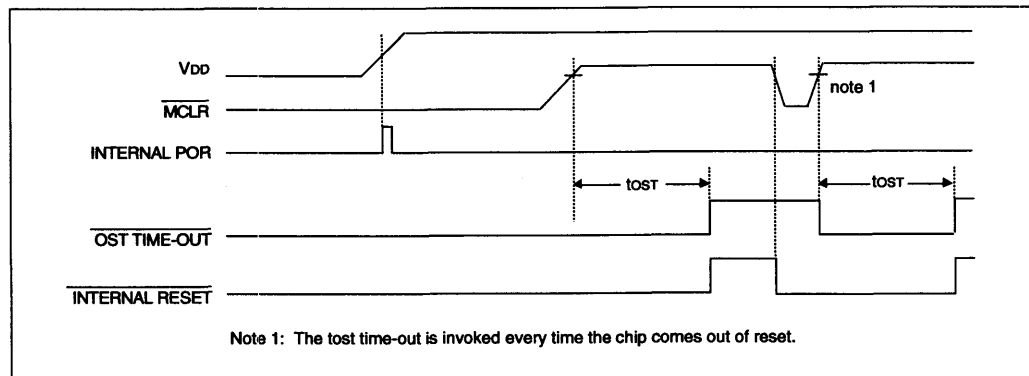 VDD
MCLR
note 1
INTERNAL POR
tOST
tOST
OST TIME-OUT
INTERNAL RESET
Note 1: The tost time-out is invoked every time the chip comes out of reset.